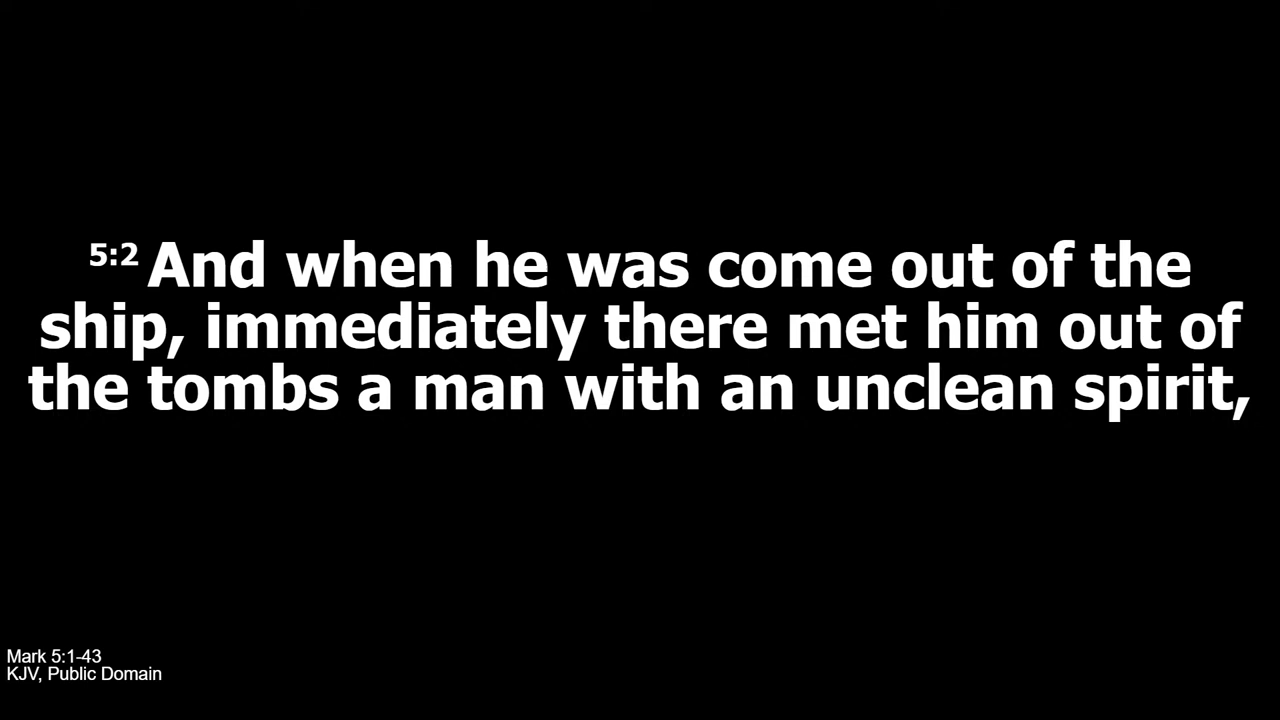 5:2 And when he was come out of the
ship, immediately there met him out of
the tombs a man with an unclean spirit,
Mark 5:1-43
KJV, Public Domain